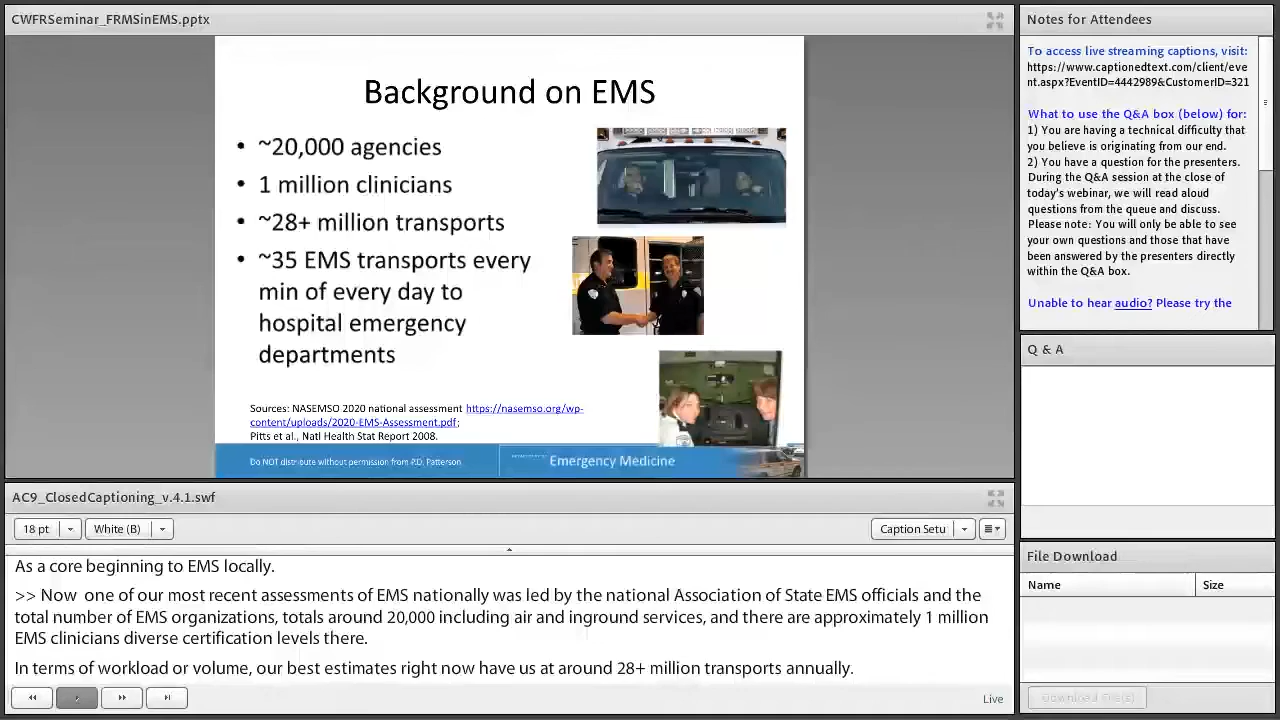 CWFRSeminar_FRMSinEMS.pptx
Background on EMS
• ~20,000 agencies
• 1 million clinicians
• ~28+ million transports
• ~35 EMS transports every
min of every day to
hospital emergency
departments
Sources: NASEMSO 2020 national assessment https://nasemso.org/wp-
content/uploads/2020-EMS-Assessment.pdf;
Pitts et al., Natl Health Stat Report 2008.
Do NOT distribute without permission from P.D. Patterson
Emergency Medicine
AC9_ClosedCaptioning_v.4.1.swf
18 pt
White (B)
Caption Setu
As a core beginning to EMS locally.
>> Now one of our most recent assessments of EMS nationally was led by the national Association of State EMS officials and the
total number of EMS organizations, totals around 20,000 including air and inground services, and there are approximately 1 million
EMS clinicians diverse certification levels there.
In terms of workload or volume, our best estimates right now have us at around 28+ million transports annually.
Live
Notes for Attendees
To access live streaming captions, visit:
https://www.captionedtext.com/client/eve
nt.aspx?EventID=4442989&CustomerID=321
What to use the Q&A box (below) for:
1) You are having a technical difficulty that
you believe is originating from our end.
2) You have a question for the presenters.
During the Q&A session at the close of
today's webinar, we will read aloud
questions from the queue and discuss.
Please note: You will only be able to see
your own questions and those that have
been answered by the presenters directly
within the Q&A box.
Unable to hear audio? Please try the
Q & A
File Download
Name
Size
Download File(s)